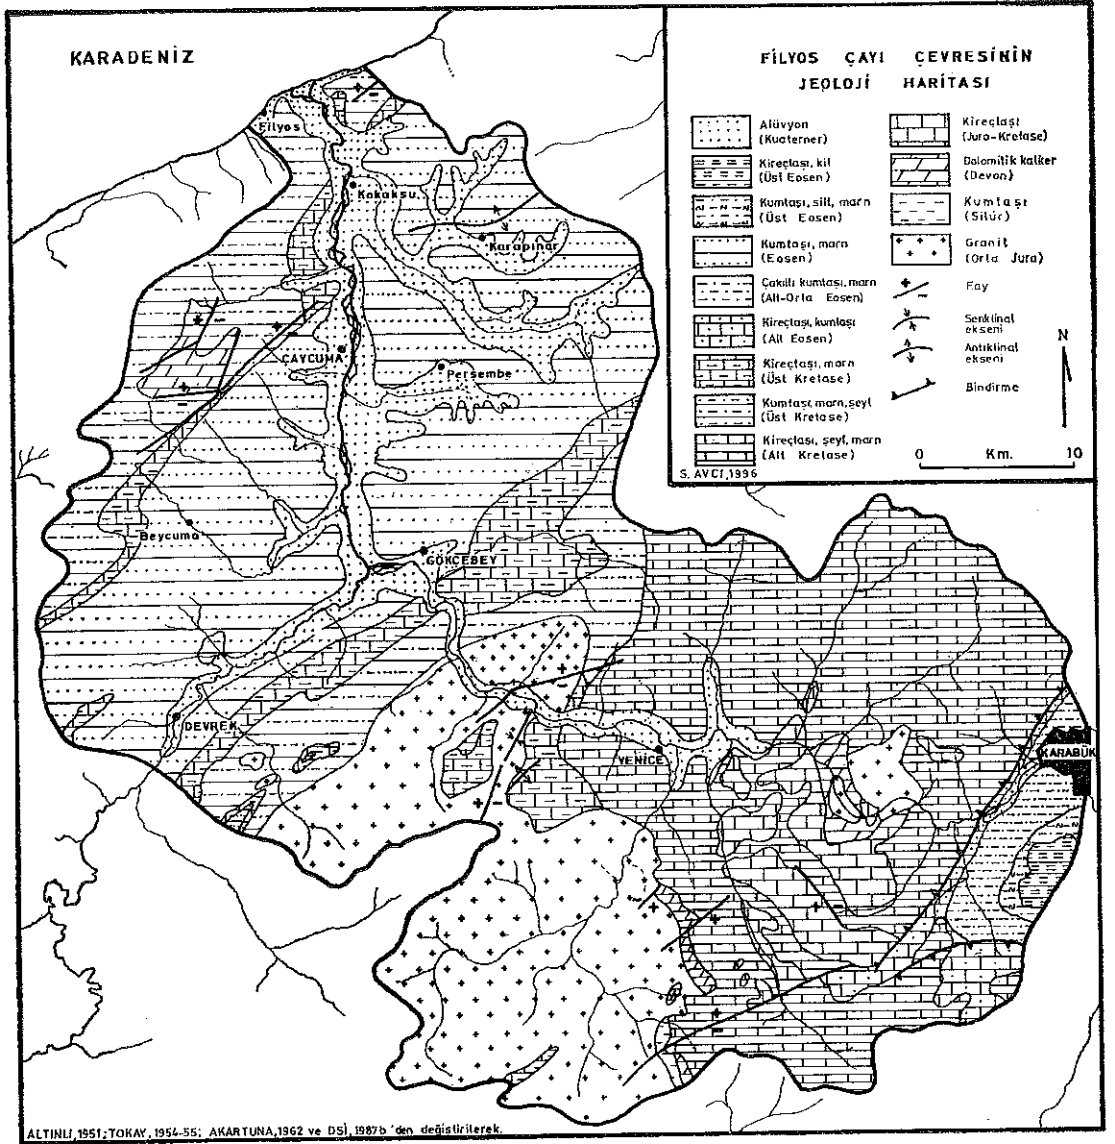 KARADENİZ
FİLYOS ÇAYI ÇEVRESİNİN
JEOLOJİ HARİTASI
Alüvyon
(Kuaterner)
Kireçtaşı, kil
(Üst Eosen)
Kumtaşı, silt, marn
(Üst Eosen)
Kumtaşı, marn
(Eosen)
Çakıllı kumtaşı, marn
(Alt-Orta Eosen)
Kireçtaşı, kumtaşı
(Alt Eosen)
Kireçtaşı, marn
(Üst Kretase)
Kumtaşı, marn, şeyl
(Üst Kretase)
Kireçtaşı, şeyl, marn
(Alt Kretase)
Kireçtaşı
(Jura-Kretase)
Dolomitik kalker
(Devon)
Kumtaşı
(Silür)
Granit
(Orta Jura)
Fay
Senklinal
ekseni
Antiklinal
ekseni
Bindirme
N
0 Km. 10
S. AVCI, 1996
Filyos
Kokaksu
Karapınar
ÇAYCUMA
Perşembe
Beycuma
GÖKÇEBEY
DEVREK
YENİCE
KARABÜK
ALTINLI, 1951; TOKAY, 1954-55; AKARTUNA, 1962 ve DSİ, 1987b 'den değiştirilerek.